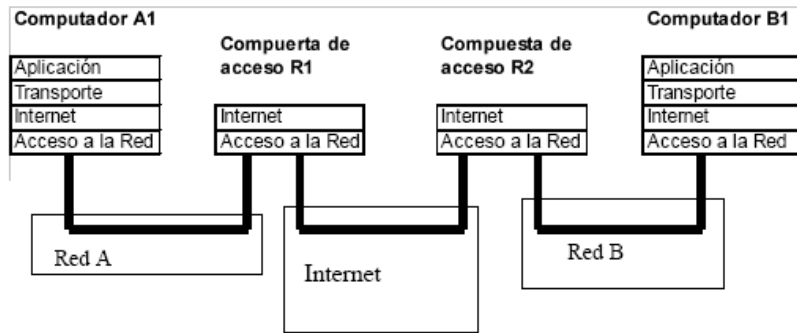 Computador A1
Aplicación
Transporte
Internet
Acceso a la Red
Compuerta de
acceso R1
Internet
Acceso a la Red
Compuesta de
acceso R2
Internet
Acceso a la Red
Computador B1
Aplicación
Transporte
Internet
Acceso a la Red
Red A
Internet
Red B